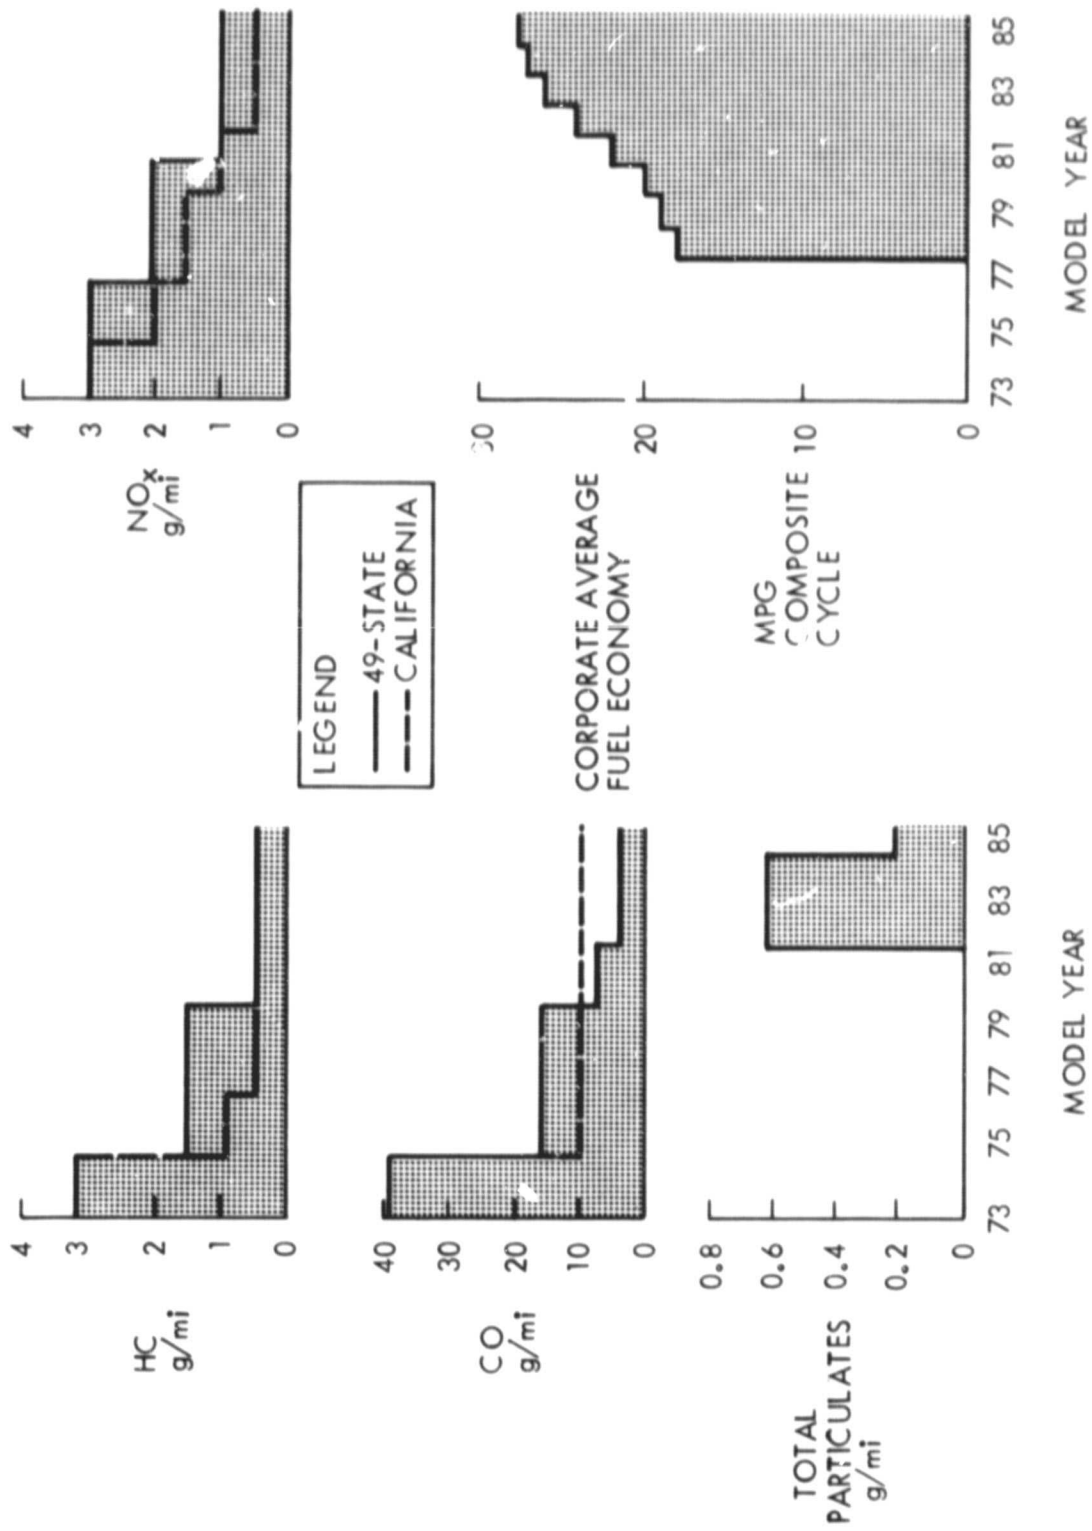 4
3
2
1
0
HC
g/mi
40
30
20
10
0
CO
g/mi
0.8
0.6
0.4
0.2
0
TOTAL
PARTICULATES
g/mi
73 75 77 79 81 83 85
MODEL YEAR
4
3
2
1
0
NOx
g/mi
LEGEND
49-STATE
CALIFORNIA
CORPORATE AVERAGE
FUEL ECONOMY
30
20
10
0
MPG
COMPOSITE
CYCLE
73 75 77 79 81 83 85
MODEL YEAR